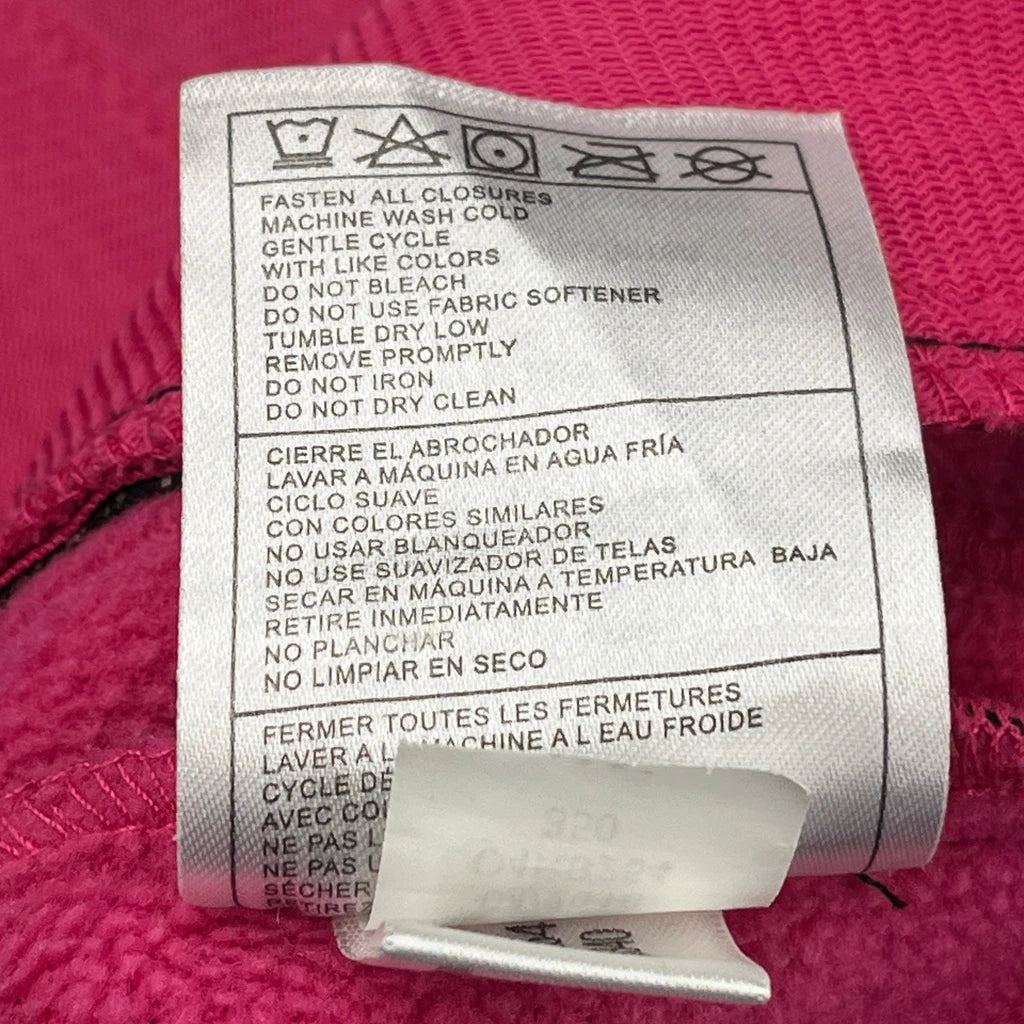 FASTEN ALL CLOSURES
MACHINE WASH COLD
GENTLE CYCLE
WITH LIKE COLORS
DO NOT BLEACH
DO NOT USE FABRIC SOFTENER
TUMBLE DRY LOW
REMOVE PROMPTLY
DO NOT IRON
DO NOT DRY CLEAN
CIERRE EL ABROCHADOR
LAVAR A MÁQUINA EN AGUA FRÍA
CICLO SUAVE
CON COLORES SIMILARES
NO USAR BLANQUEADOR
NO USE SUAVIZADOR DE TELAS
SECAR EN MÁQUINA A TEMPERATURA BAJA
RETIRE INMEDIATAMENTE
NO PLANCHAR
NO LIMPIAR EN SECO
FERMER TOUTES LES FERMETURES
LAVER A L MACHINE A L EAU FROIDE
CYCLE
AVEC
NE PAS
NE PAS
SÉCHER